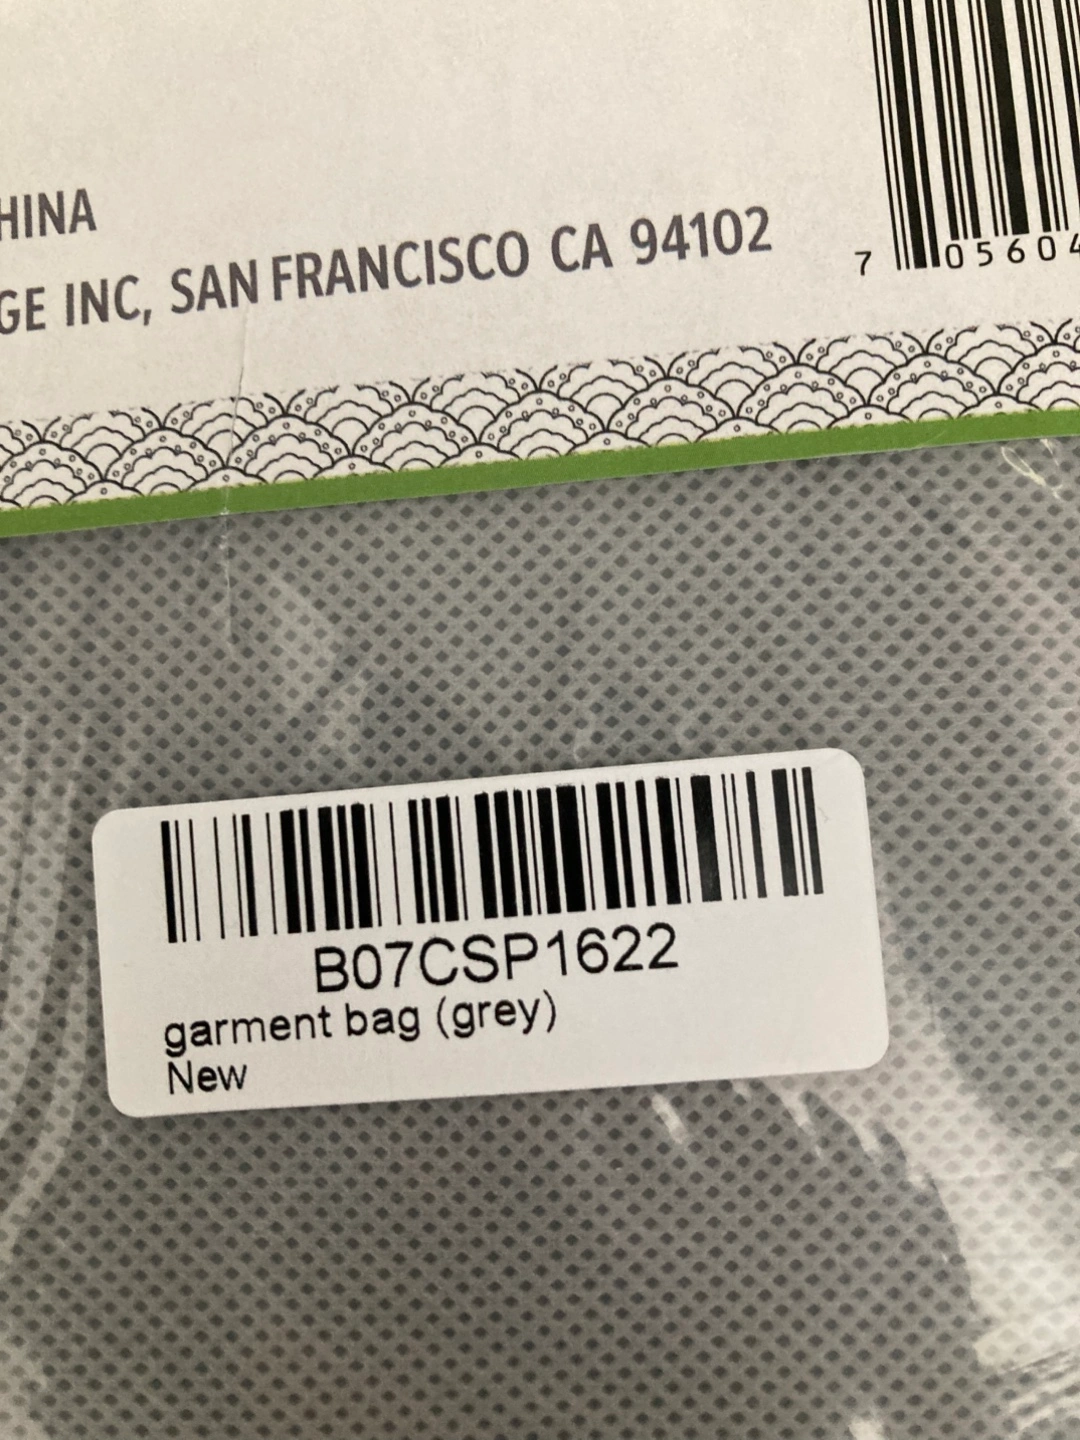 HINA
GE INC, SAN FRANCISCO CA 94102
7 05604
B07CSP1622
garment bag (grey)
New